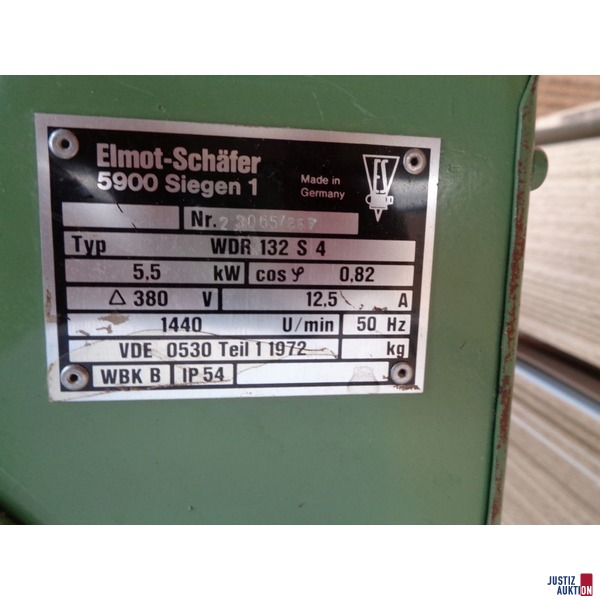 Elmot-Schäfer
5900 Siegen 1
Made in
Germany
ES
Nr.
Typ WDR 132 S 4
5,5 kW cos φ 0,82
△ 380 V 12,5 A
1440 U/min 50 Hz
VDE 0530 Teil 1 1972 kg
WBK B IP 54
JUSTIZ
AUKTION